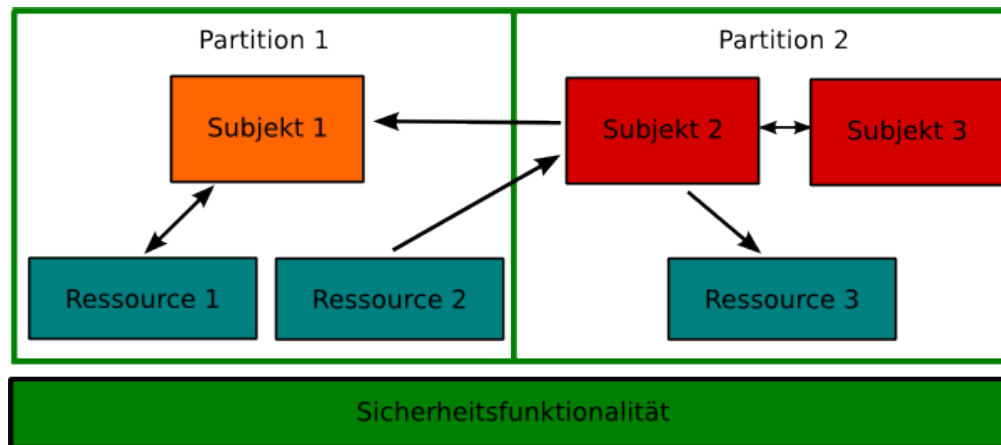 Partition 1
Partition 2
Subjekt 1
Subjekt 2
Subjekt 3
Ressource 1
Ressource 2
Ressource 3
Sicherheitsfunktionalität